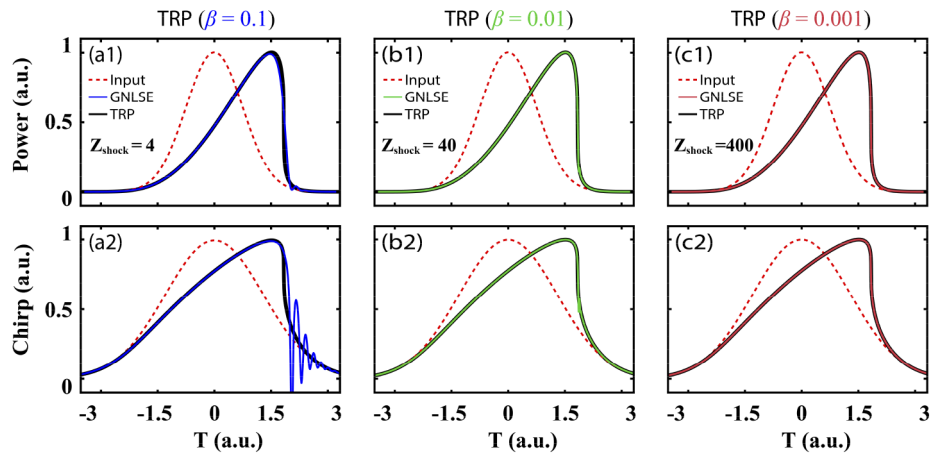 TRP (β = 0.1)
TRP (β = 0.01)
TRP (β = 0.001)
Power (a.u.)
1
0.5
0
(a1)
Input
GNLSE
TRP
Zshock = 4
(b1)
Input
GNLSE
TRP
Zshock = 40
(c1)
Input
GNLSE
TRP
Zshock = 400
Chirp (a.u.)
1
0.5
0
(a2)
(b2)
(c2)
-3 -1.5 0 1.5 3
-3 -1.5 0 1.5 3
-3 -1.5 0 1.5 3
T (a.u.)
T (a.u.)
T (a.u.)